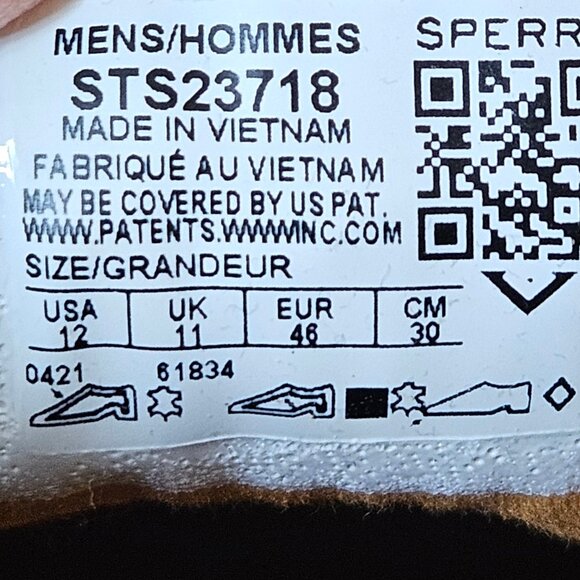 MENS/HOMMES
SPERR
STS23718
MADE IN VIETNAM
FABRIQUÉ AU VIETNAM
MAY BE COVERED BY US PAT.
WWW.PATENTS.WWWINC.COM
SIZE/GRANDEUR
USA UK EUR CM
12 11 46 30
0421 61834